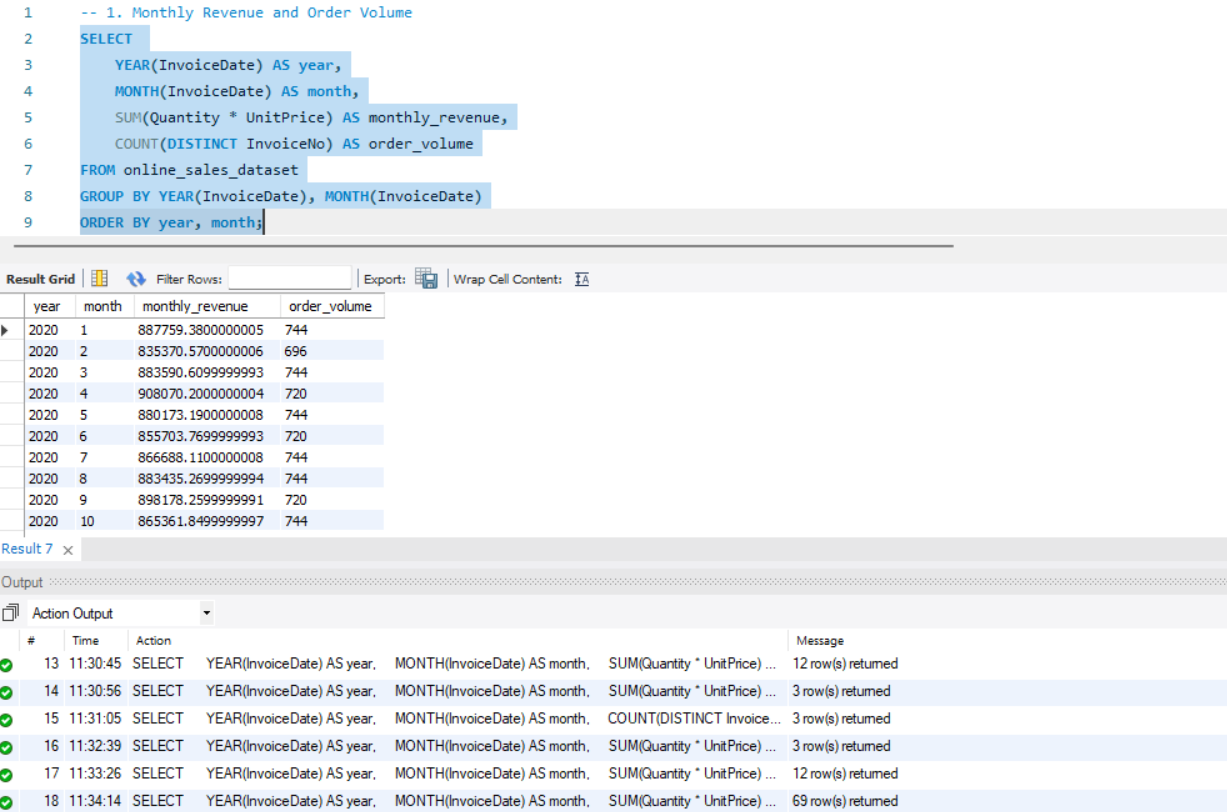 1 -- 1. Monthly Revenue and Order Volume
2 SELECT
3 YEAR(InvoiceDate) AS year,
4 MONTH(InvoiceDate) AS month,
5 SUM(Quantity * UnitPrice) AS monthly_revenue,
6 COUNT(DISTINCT InvoiceNo) AS order_volume
7 FROM online_sales_dataset
8 GROUP BY YEAR(InvoiceDate), MONTH(InvoiceDate)
9 ORDER BY year, month;
Result Grid Filter Rows: Export: Wrap Cell Content: IA
year month monthly_revenue order_volume
2020 1 887759.3800000005 744
2020 2 835370.5700000006 696
2020 3 883590.6099999993 744
2020 4 908070.2000000004 720
2020 5 880173.1900000008 744
2020 6 855703.7699999993 720
2020 7 866688.1100000008 744
2020 8 883435.2699999994 744
2020 9 898178.2599999991 720
2020 10 865361.8499999997 744
Result 7 ×
Output
Action Output
# Time Action Message
13 11:30:45 SELECT YEAR(InvoiceDate) AS year, MONTH(InvoiceDate) AS month, SUM(Quantity * UnitPrice) ... 12 row(s) returned
14 11:30:56 SELECT YEAR(InvoiceDate) AS year, MONTH(InvoiceDate) AS month, SUM(Quantity * UnitPrice) ... 3 row(s) returned
15 11:31:05 SELECT YEAR(InvoiceDate) AS year, MONTH(InvoiceDate) AS month, COUNT(DISTINCT Invoice... 3 row(s) returned
16 11:32:39 SELECT YEAR(InvoiceDate) AS year, MONTH(InvoiceDate) AS month, SUM(Quantity * UnitPrice) ... 3 row(s) returned
17 11:33:26 SELECT YEAR(InvoiceDate) AS year, MONTH(InvoiceDate) AS month, SUM(Quantity * UnitPrice) ... 12 row(s) returned
18 11:34:14 SELECT YEAR(InvoiceDate) AS year, MONTH(InvoiceDate) AS month, SUM(Quantity * UnitPrice) ... 69 row(s) returned